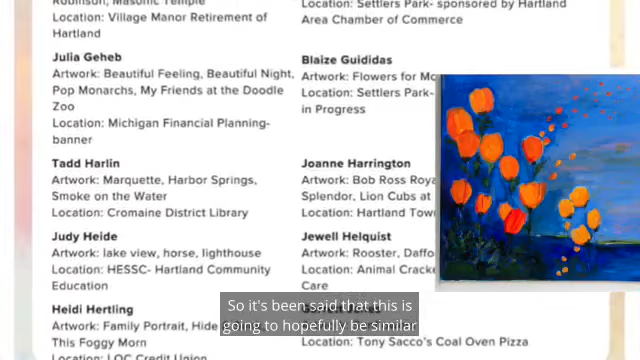 Robinson, Masonic Temple
Location: Village Manor Retirement of
Hartland
Julia Geheb
Artwork: Beautiful Feeling, Beautiful Night,
Pop Monarchs, My Friends at the Doodle
Zoo
Location: Michigan Financial Planning-
banner
Tadd Harlin
Artwork: Marquette, Harbor Springs,
Smoke on the Water
Location: Cromaine District Library
Judy Heide
Artwork: lake view, horse, lighthouse
Location: HESSC- Hartland Community
Education
Heidi Hertling
Artwork: Family Portrait, Hide
This Foggy Morn
Location: LOC Credit Union
Location: Settlers Park- sponsored by Hartland
Area Chamber of Commerce
Blaize Guididas
Artwork: Flowers for
Location: Settlers Park-
in Progress
Joanne Harrington
Artwork: Bob Ross
Splendor, Lion Cubs at
Location: Hartland
Jewell Helquist
Artwork: Rooster,
Location: Animal
Care
Location: Tony Sacco's Coal Oven Pizza
So it's been said that this is
going to hopefully be similar